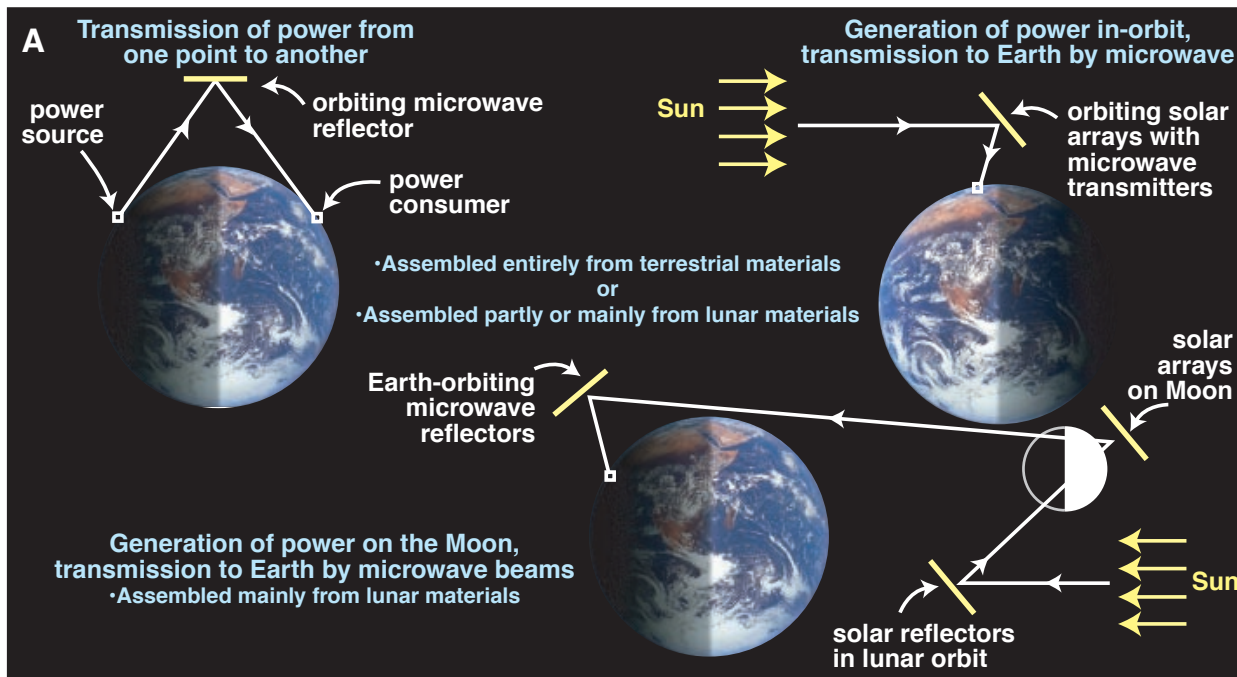 A
Transmission of power from
one point to another
power
source
orbiting microwave
reflector
power
consumer
Generation of power in-orbit,
transmission to Earth by microwave
Sun
orbiting solar
arrays with
microwave
transmitters
•Assembled entirely from terrestrial materials
or
•Assembled partly or mainly from lunar materials
Earth-orbiting
microwave
reflectors
solar
arrays
on Moon
Generation of power on the Moon,
transmission to Earth by microwave beams
•Assembled mainly from lunar materials
Sun
solar reflectors
in lunar orbit